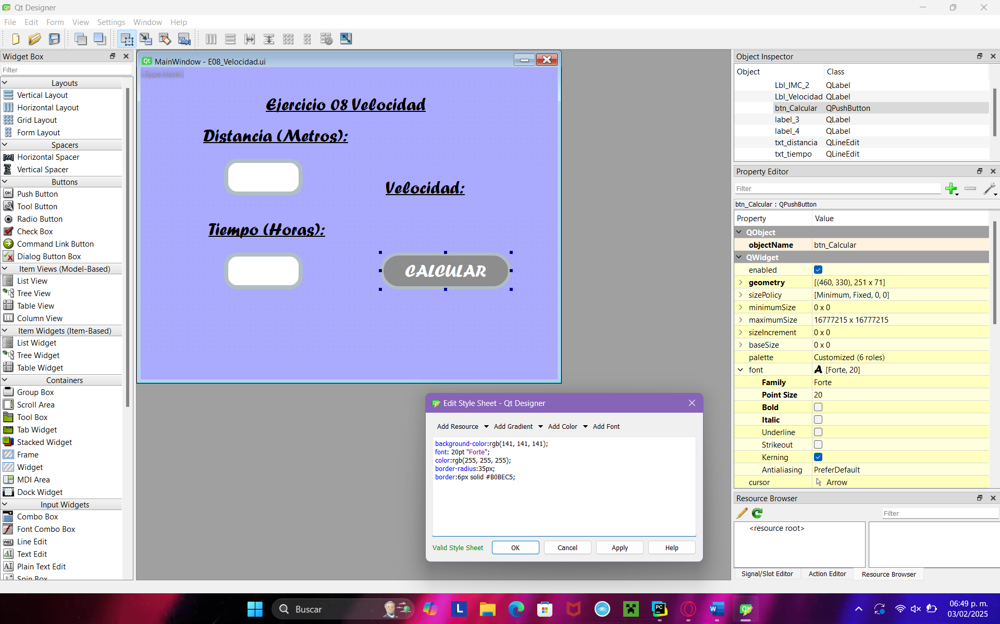 Qt Designer
File Edit Form View Settings Window Help
Widget Box
Filter
Layouts
Vertical Layout
Horizontal Layout
Grid Layout
Form Layout
Spacers
Horizontal Spacer
Vertical Spacer
Buttons
Push Button
Tool Button
Radio Button
Check Box
Command Link Button
Dialog Button Box
Item Views (Model-Based)
List View
Tree View
Table View
Column View
Item Widgets (Item-Based)
List Widget
Tree Widget
Table Widget
Containers
Group Box
Scroll Area
Tool Box
Tab Widget
Stacked Widget
Frame
Widget
MDI Area
Dock Widget
Input Widgets
Combo Box
Font Combo Box
Line Edit
Text Edit
Plain Text Edit
Spin Box
MainWindow - E08_Velocidad.ui
Type Here
Ejercicio 08 Velocidad
Distancia (Metros):
Velocidad:
Tiempo (Horas):
CALCULAR
Edit Style Sheet - Qt Designer
Add Resource Add Gradient Add Color Add Font
background-color:rgb(141, 141, 141);
font: 20pt "Forte";
color:rgb(255, 255, 255);
border-radius:35px;
border:6px solid #B0BEC5;
Valid Style Sheet OK Cancel Apply Help
Object Inspector
Object Class
Lbl_IMC_2 QLabel
Lbl_Velocidad QLabel
btn_Calcular QPushButton
label_3 QLabel
label_4 QLabel
txt_distancia QLineEdit
txt_tiempo QLineEdit
Property Editor
Filter
btn_Calcular : QPushButton
Property Value
QObject
objectName btn_Calcular
QWidget
enabled
geometry [(460, 330), 251 x 71]
sizePolicy [Minimum, Fixed, 0, 0]
minimumSize 0 x 0
maximumSize 16777215 x 16777215
sizeIncrement 0 x 0
baseSize 0 x 0
palette Customized (6 roles)
font A [Forte, 20]
Family Forte
Point Size 20
Bold
Italic
Underline
Strikeout
Kerning
Antialiasing PreferDefault
cursor Arrow
Resource Browser
Filter
<resource root>
Signal/Slot Editor Action Editor Resource Browser
Buscar
06:49 p. m.
03/02/2025